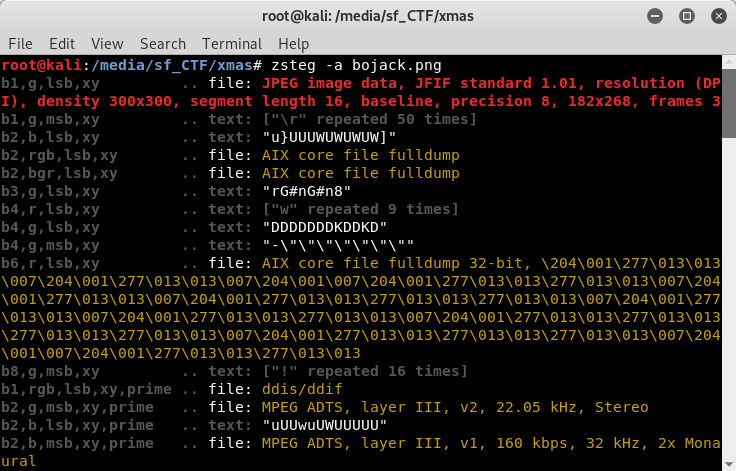 root@kali: /media/sf_CTF/xmas
File Edit View Search Terminal Help
root@kali:/media/sf_CTF/xmas# zsteg -a bojack.png
b1,g,lsb,xy .. file: JPEG image data, JFIF standard 1.01, resolution (DP
I), density 300x300, segment length 16, baseline, precision 8, 182x268, frames 3
b1,g,msb,xy .. text: ["\r" repeated 50 times]
b2,b,lsb,xy .. text: "u}UUUWUWUWUW]"
b2,rgb,lsb,xy .. file: AIX core file fulldump
b2,bgr,lsb,xy .. file: AIX core file fulldump
b3,g,lsb,xy .. text: "rG#nG#n8"
b4,r,lsb,xy .. text: ["w" repeated 9 times]
b4,g,lsb,xy .. text: "DDDDDDDKDDKD"
b4,g,msb,xy .. text: "-\"\"\"\"\"\"\""
b6,r,lsb,xy .. file: AIX core file fulldump 32-bit, \204\001\277\013\013
\007\204\001\277\013\013\007\204\001\007\204\001\277\013\013\277\013\013\007\204
\001\277\013\013\007\204\001\277\013\013\277\013\013\277\013\013\007\204\001\277
\013\013\007\204\001\277\013\013\007\204\001\277\013\013\277\013\013\277\013\013
\277\013\013\277\013\013\007\204\001\277\013\013\277\013\013\277\013\013\007\204
\001\007\204\001\277\013\013\277\013\013
b8,g,msb,xy .. text: ["!" repeated 16 times]
b1,rgb,lsb,xy,prime .. file: ddis/ddif
b2,g,msb,xy,prime .. file: MPEG ADTS, layer III, v2, 22.05 kHz, Stereo
b2,b,lsb,xy,prime .. text: "uUUwuUWUUUUU"
b2,b,msb,xy,prime .. file: MPEG ADTS, layer III, v1, 160 kbps, 32 kHz, 2x Mona
ural